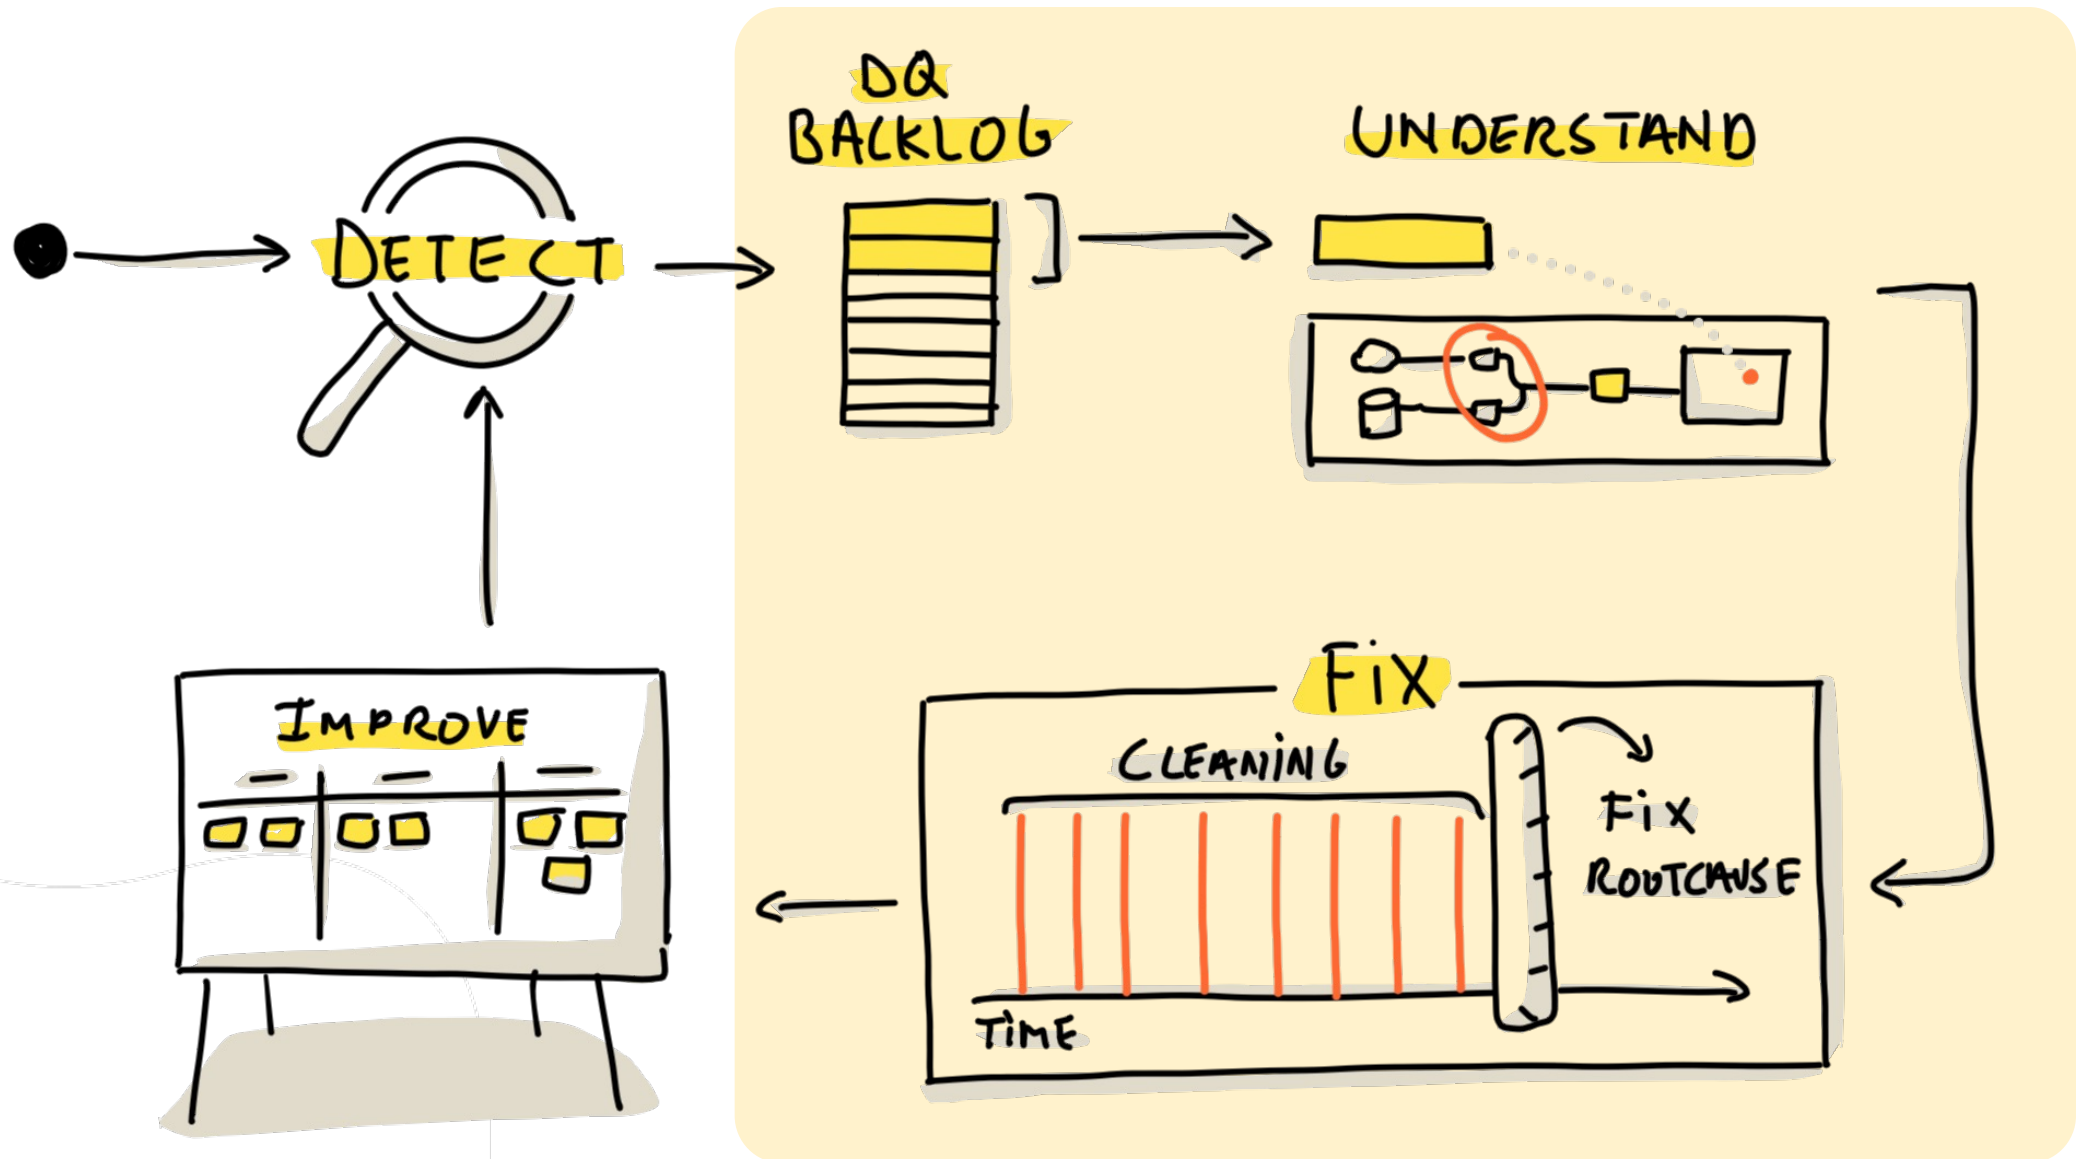 DETECT
DQ
BACKLOG
UNDERSTAND
FiX
CLEANiNG
FiX
ROOTCAUSE
TiME
IMPROVE